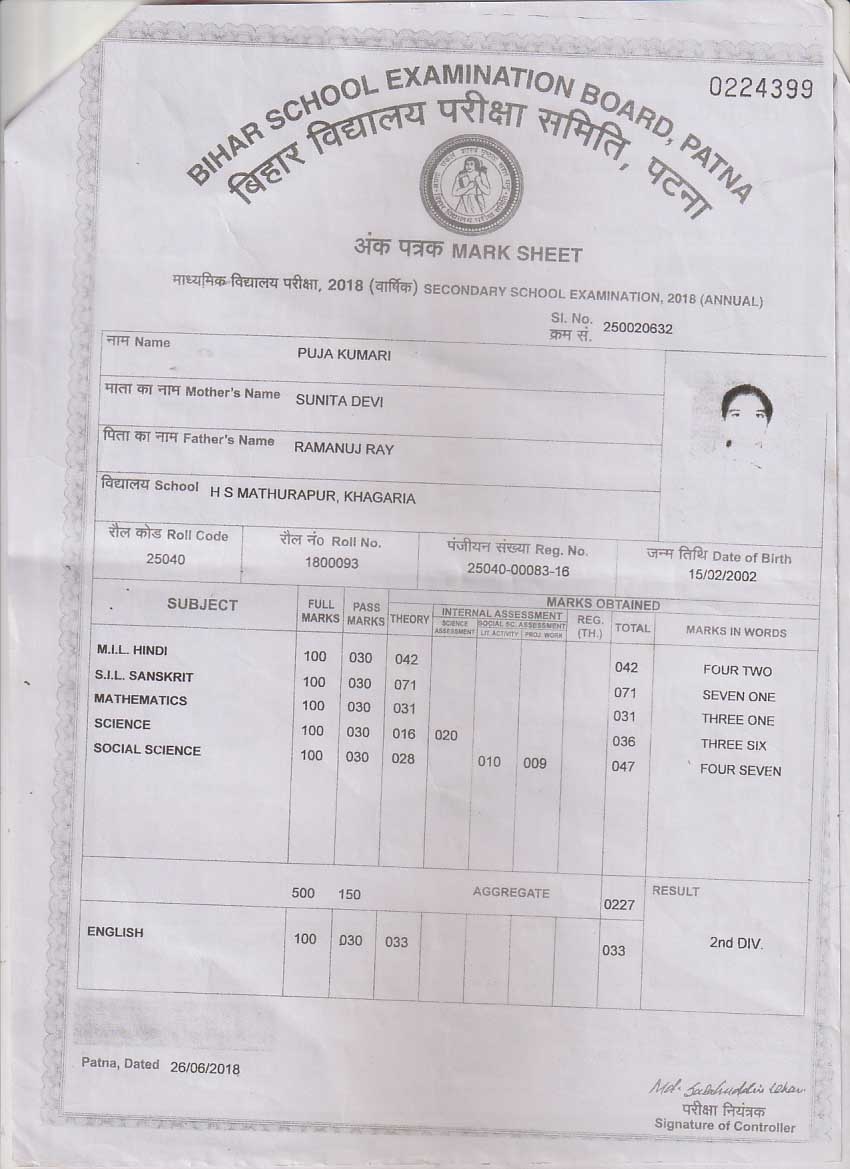 0224399
BIHAR SCHOOL EXAMINATION BOARD, PATNA
बिहार विद्यालय परीक्षा समिति, पटना
अंक पत्रक MARK SHEET
माध्यमिक विद्यालय परीक्षा, 2018 (वार्षिक) SECONDARY SCHOOL EXAMINATION, 2018 (ANNUAL)
Sl. No.
क्रम सं. 250020632
नाम Name PUJA KUMARI
माता का नाम Mother's Name SUNITA DEVI
पिता का नाम Father's Name RAMANUJ RAY
विद्यालय School H S MATHURAPUR, KHAGARIA
रौल कोड Roll Code रौल नं० Roll No. पंजीयन संख्या Reg. No. जन्म तिथि Date of Birth
25040 1800093 25040-00083-16 15/02/2002
SUBJECT FULL MARKS PASS MARKS MARKS OBTAINED
THEORY INTERNAL ASSESSMENT REG. (TH.) TOTAL MARKS IN WORDS
SCIENCE ASSESSMENT SOCIAL SC. ASSESSMENT
LIT. ACTIVITY PROJ. WORK
M.I.L. HINDI 100 030 042 042 FOUR TWO
S.I.L. SANSKRIT 100 030 071 071 SEVEN ONE
MATHEMATICS 100 030 031 031 THREE ONE
SCIENCE 100 030 016 020 036 THREE SIX
SOCIAL SCIENCE 100 030 028 010 009 047 FOUR SEVEN
500 150 AGGREGATE 0227 RESULT
ENGLISH 100 030 033 033 2nd DIV.
Patna, Dated 26/06/2018
परीक्षा नियंत्रक
Signature of Controller